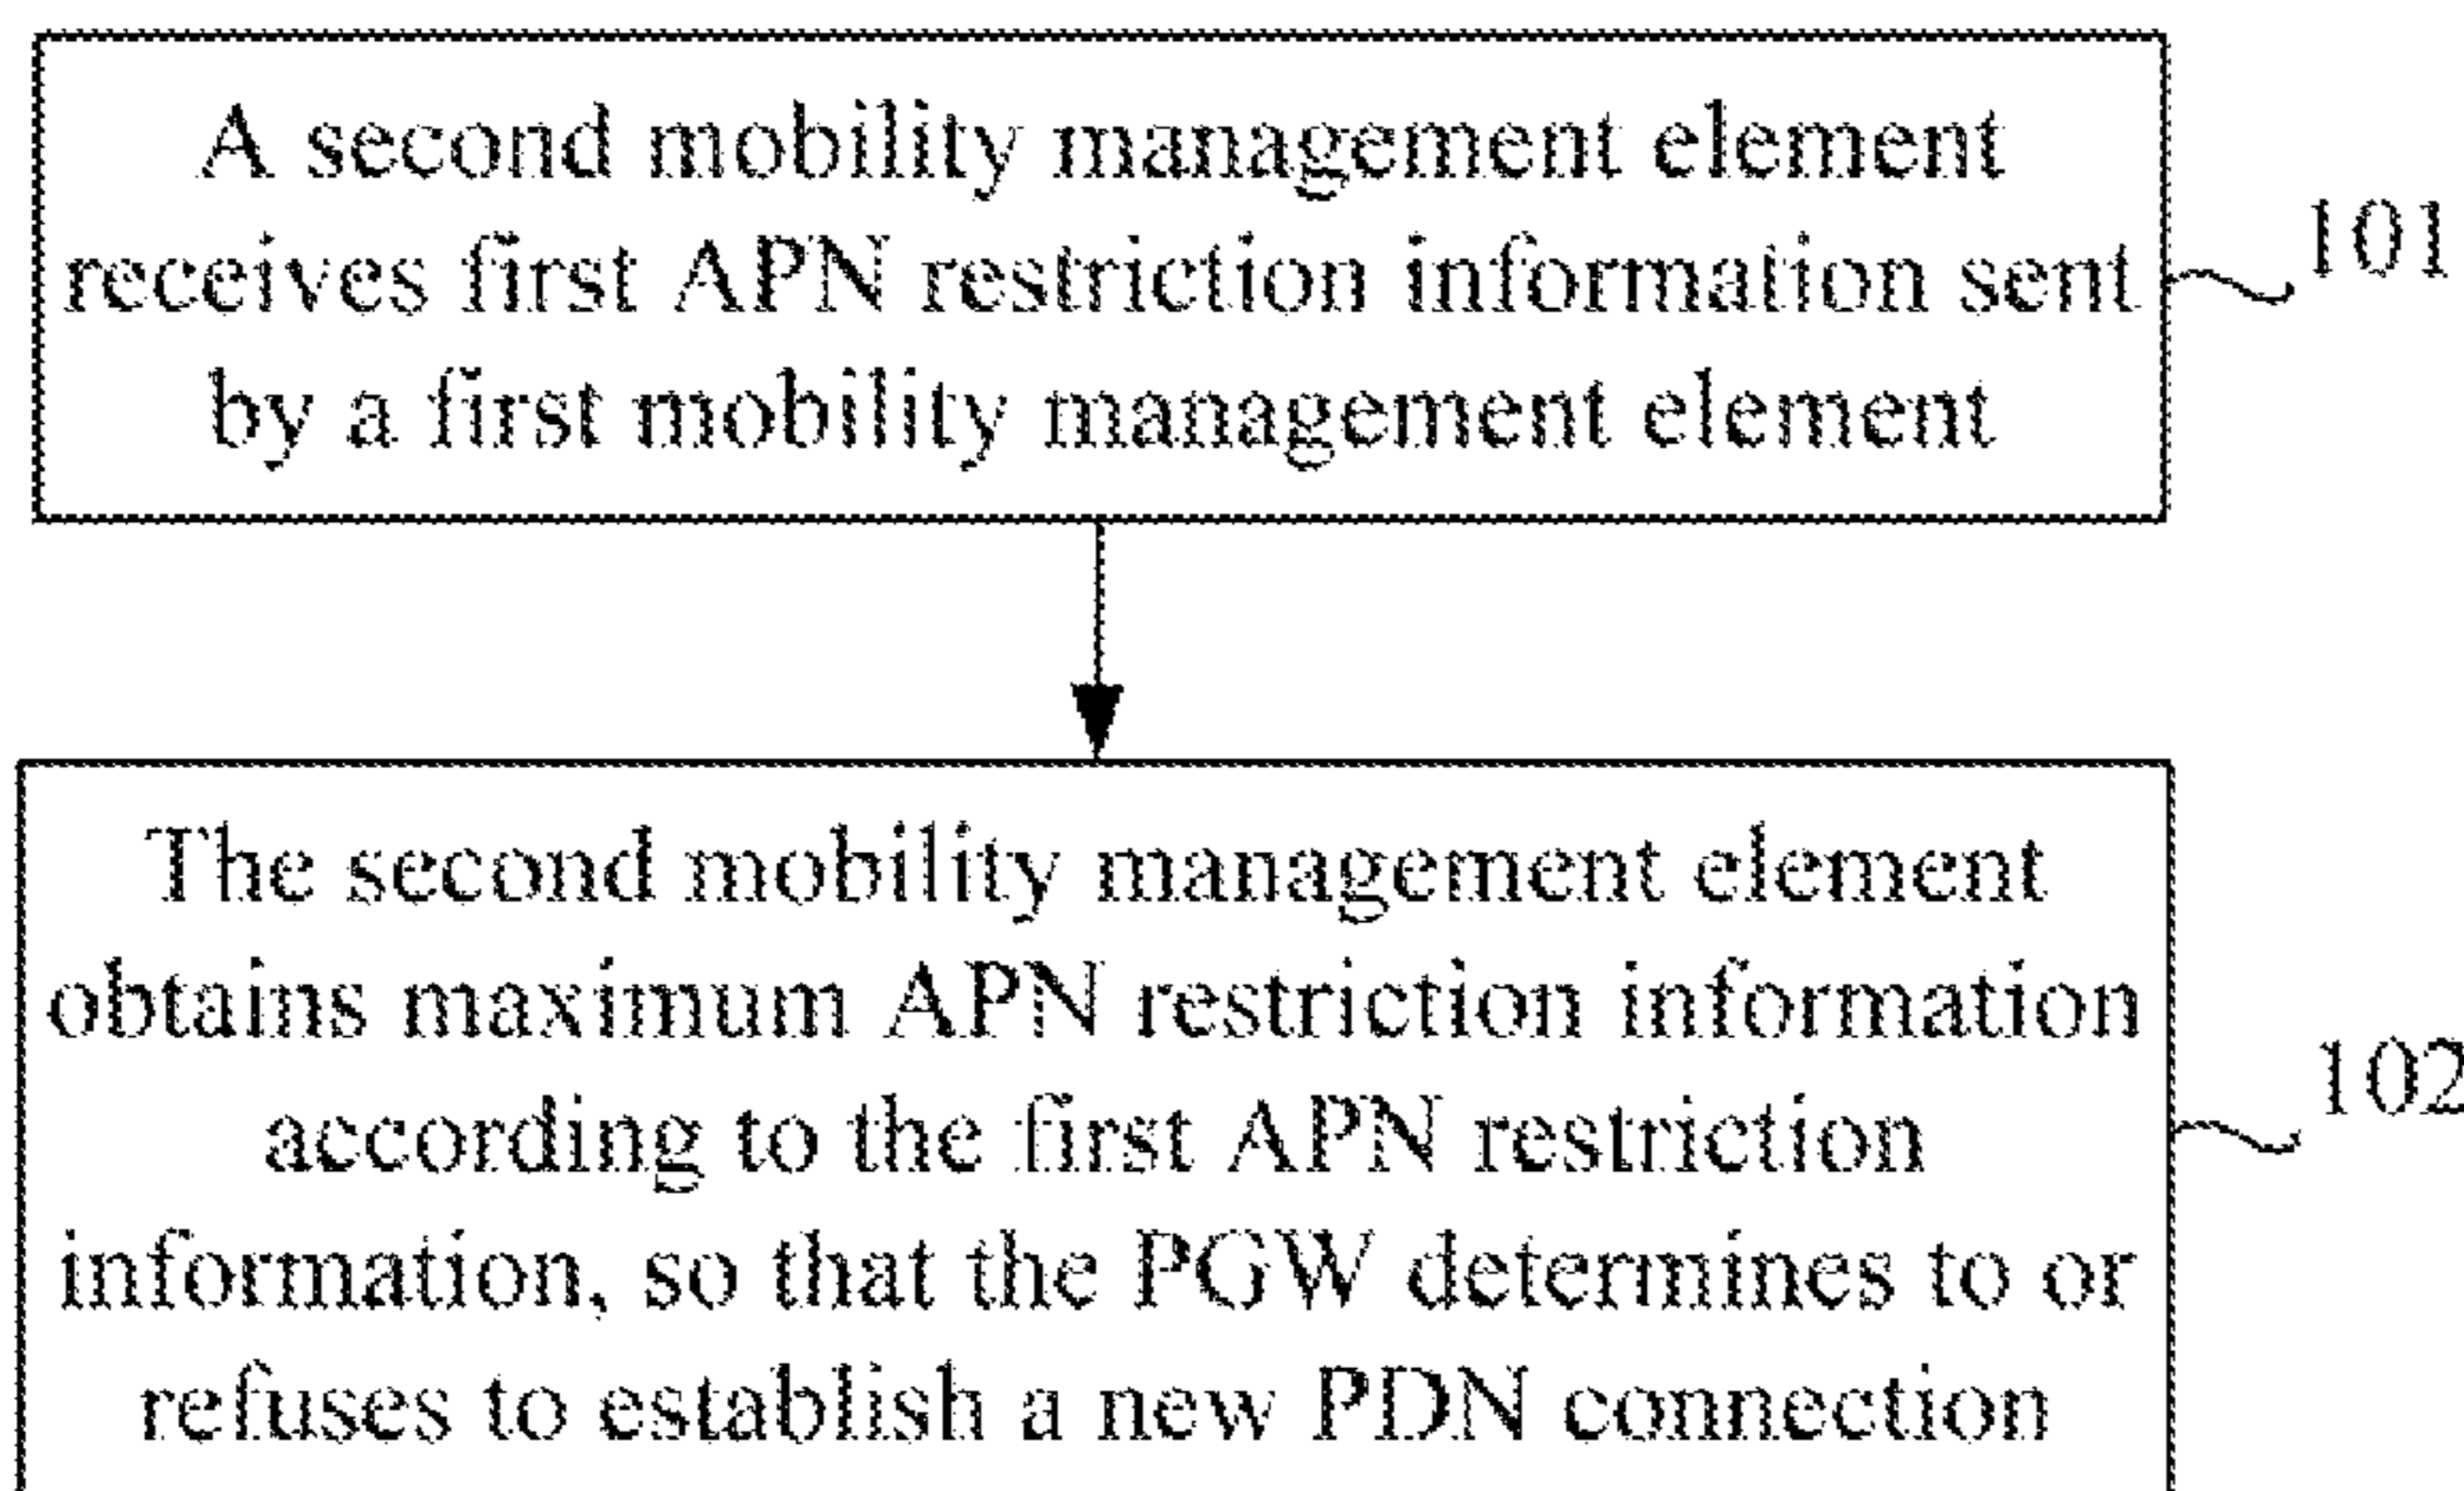 A second mobility management element
receives first APN restriction information sent
by a first mobility management element
101
The second mobility management element
obtains maximum APN restriction information
according to the first APN restriction
information, so that the PGW determines to or
refuses to establish a new PDN connection
102